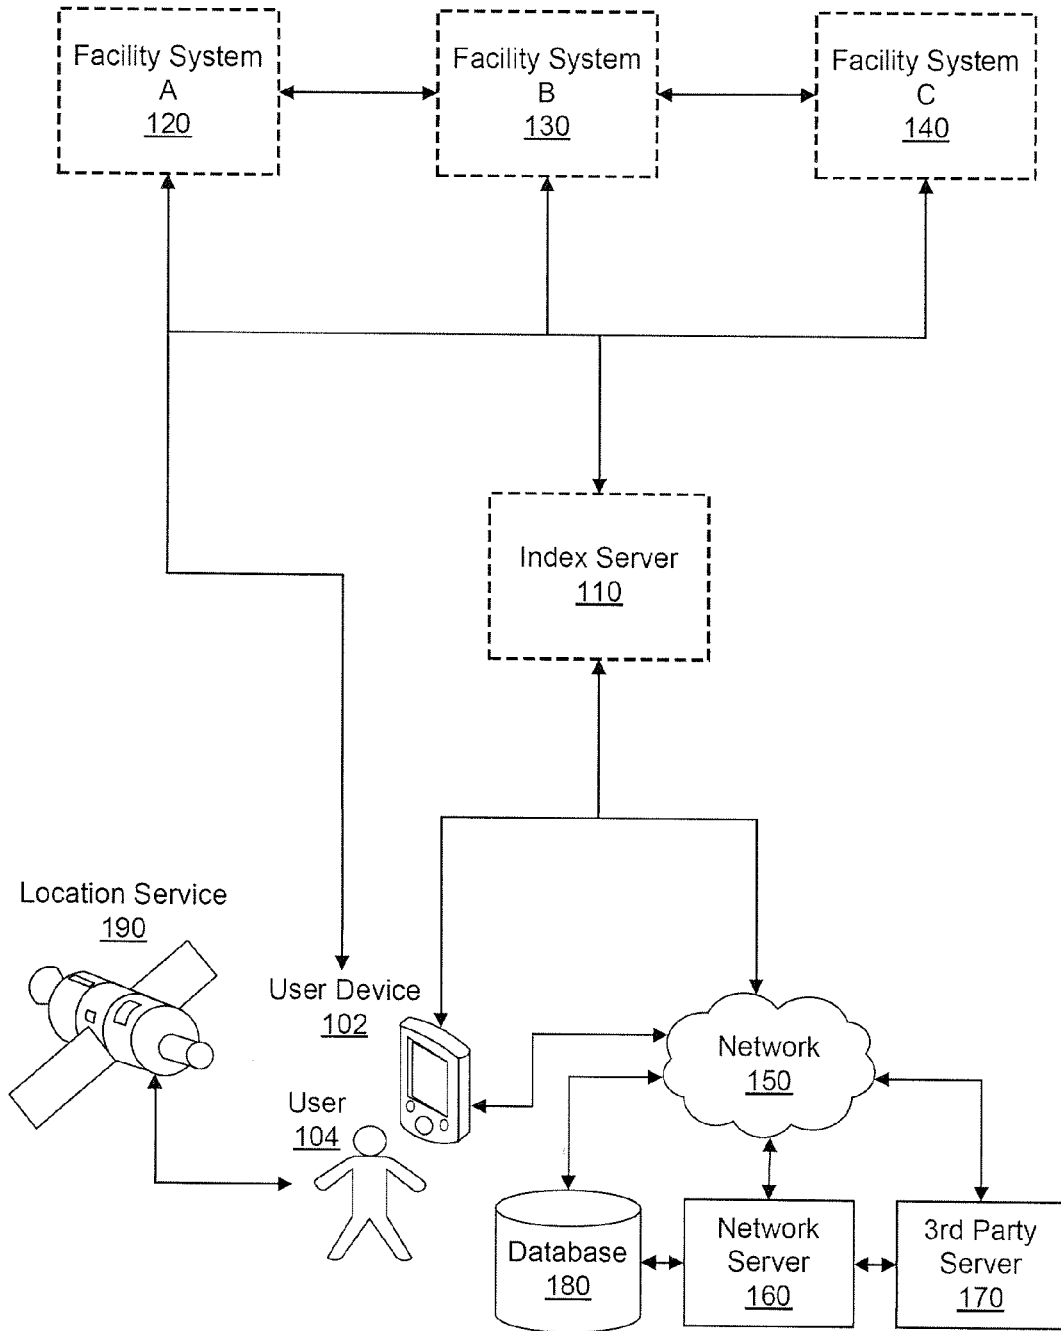 Facility System
A
120
Facility System
B
130
Facility System
C
140
Index Server
110
Location Service
190
User Device
102
User
104
Network
150
Database
180
Network
Server
160
3rd Party
Server
170